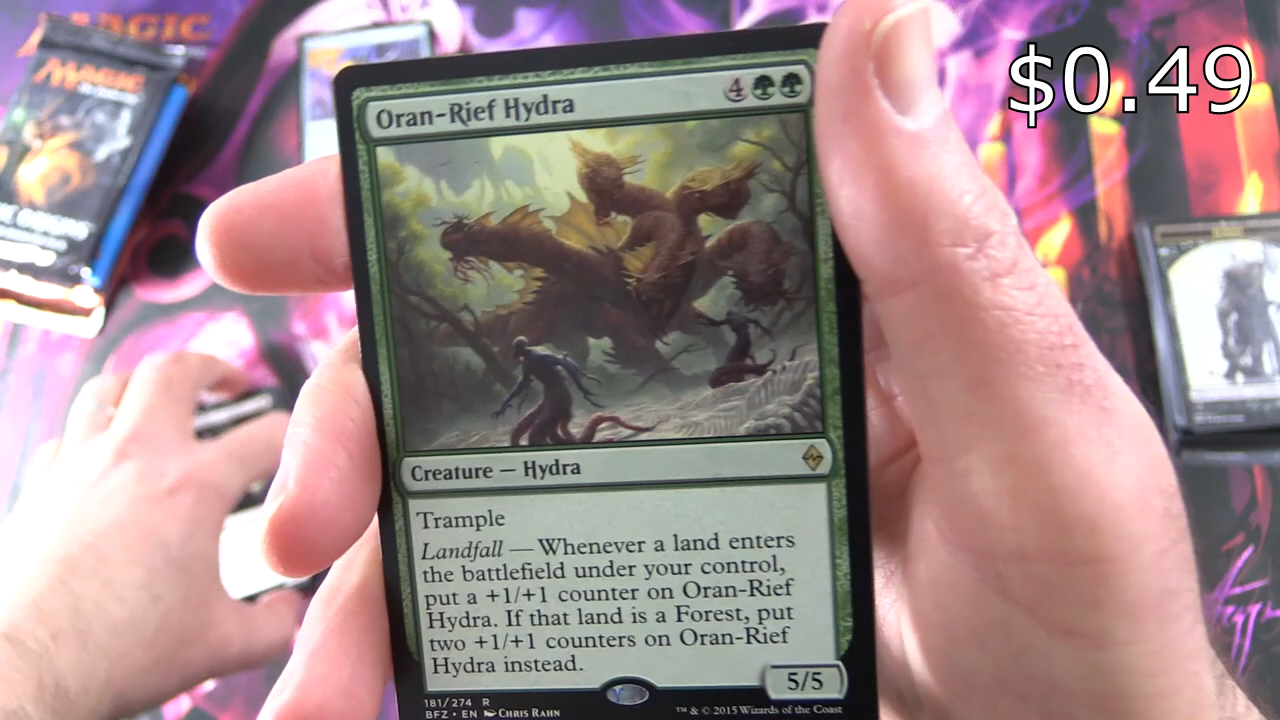 $0.49
MAGIC
Oran-Rief Hydra
4
Creature — Hydra
Trample
Landfall — Whenever a land enters
the battlefield under your control,
put a +1/+1 counter on Oran-Rief
Hydra. If that land is a Forest, put
two +1/+1 counters on Oran-Rief
Hydra instead.
5/5
181/274 R
BFZ • EN Chris Rahn
™ & © 2015 Wizards of the Coast